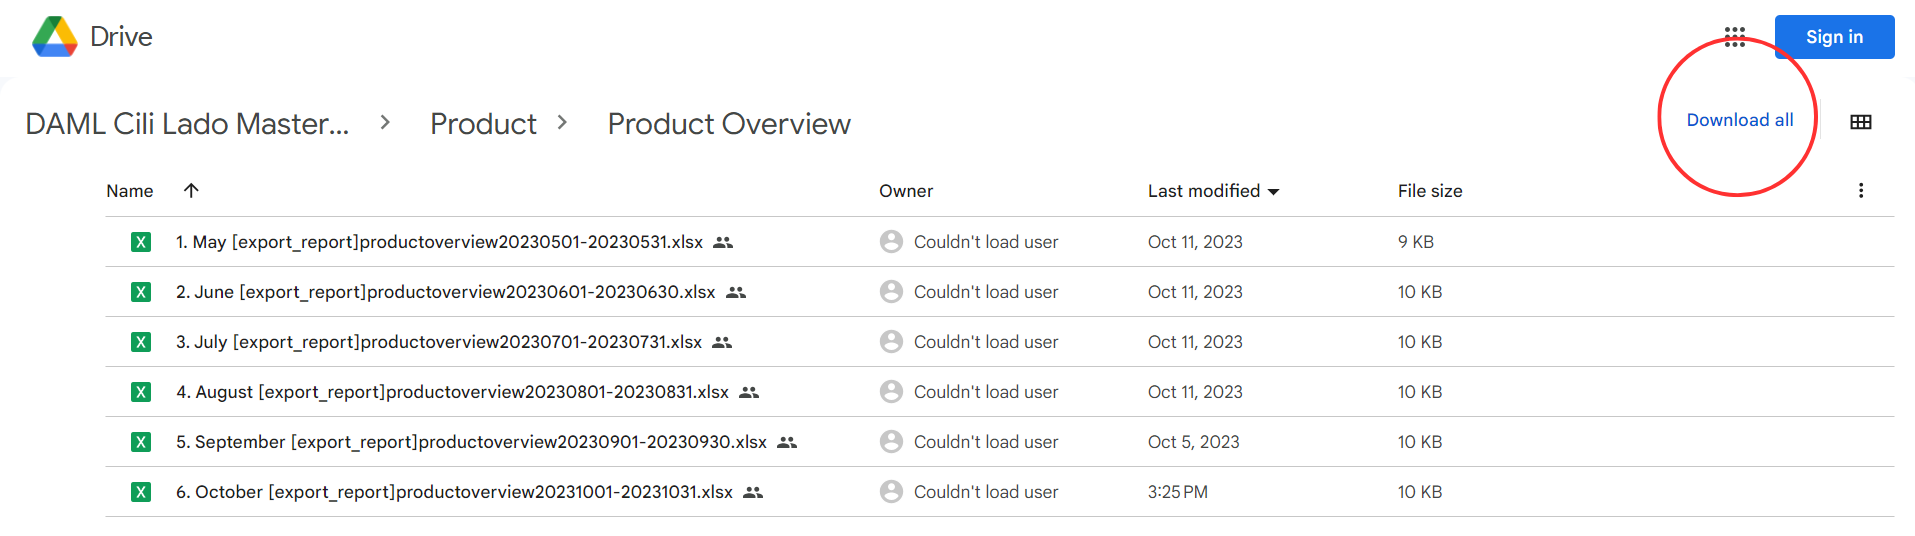 Drive
Sign in
DAML Cili Lado Master... > Product > Product Overview
Download all
Name Owner Last modified File size
1. May [export_report]productoverview20230501-20230531.xlsx Couldn't load user Oct 11, 2023 9 KB
2. June [export_report]productoverview20230601-20230630.xlsx Couldn't load user Oct 11, 2023 10 KB
3. July [export_report]productoverview20230701-20230731.xlsx Couldn't load user Oct 11, 2023 10 KB
4. August [export_report]productoverview20230801-20230831.xlsx Couldn't load user Oct 11, 2023 10 KB
5. September [export_report]productoverview20230901-20230930.xlsx Couldn't load user Oct 5, 2023 10 KB
6. October [export_report]productoverview20231001-20231031.xlsx Couldn't load user 3:25 PM 10 KB